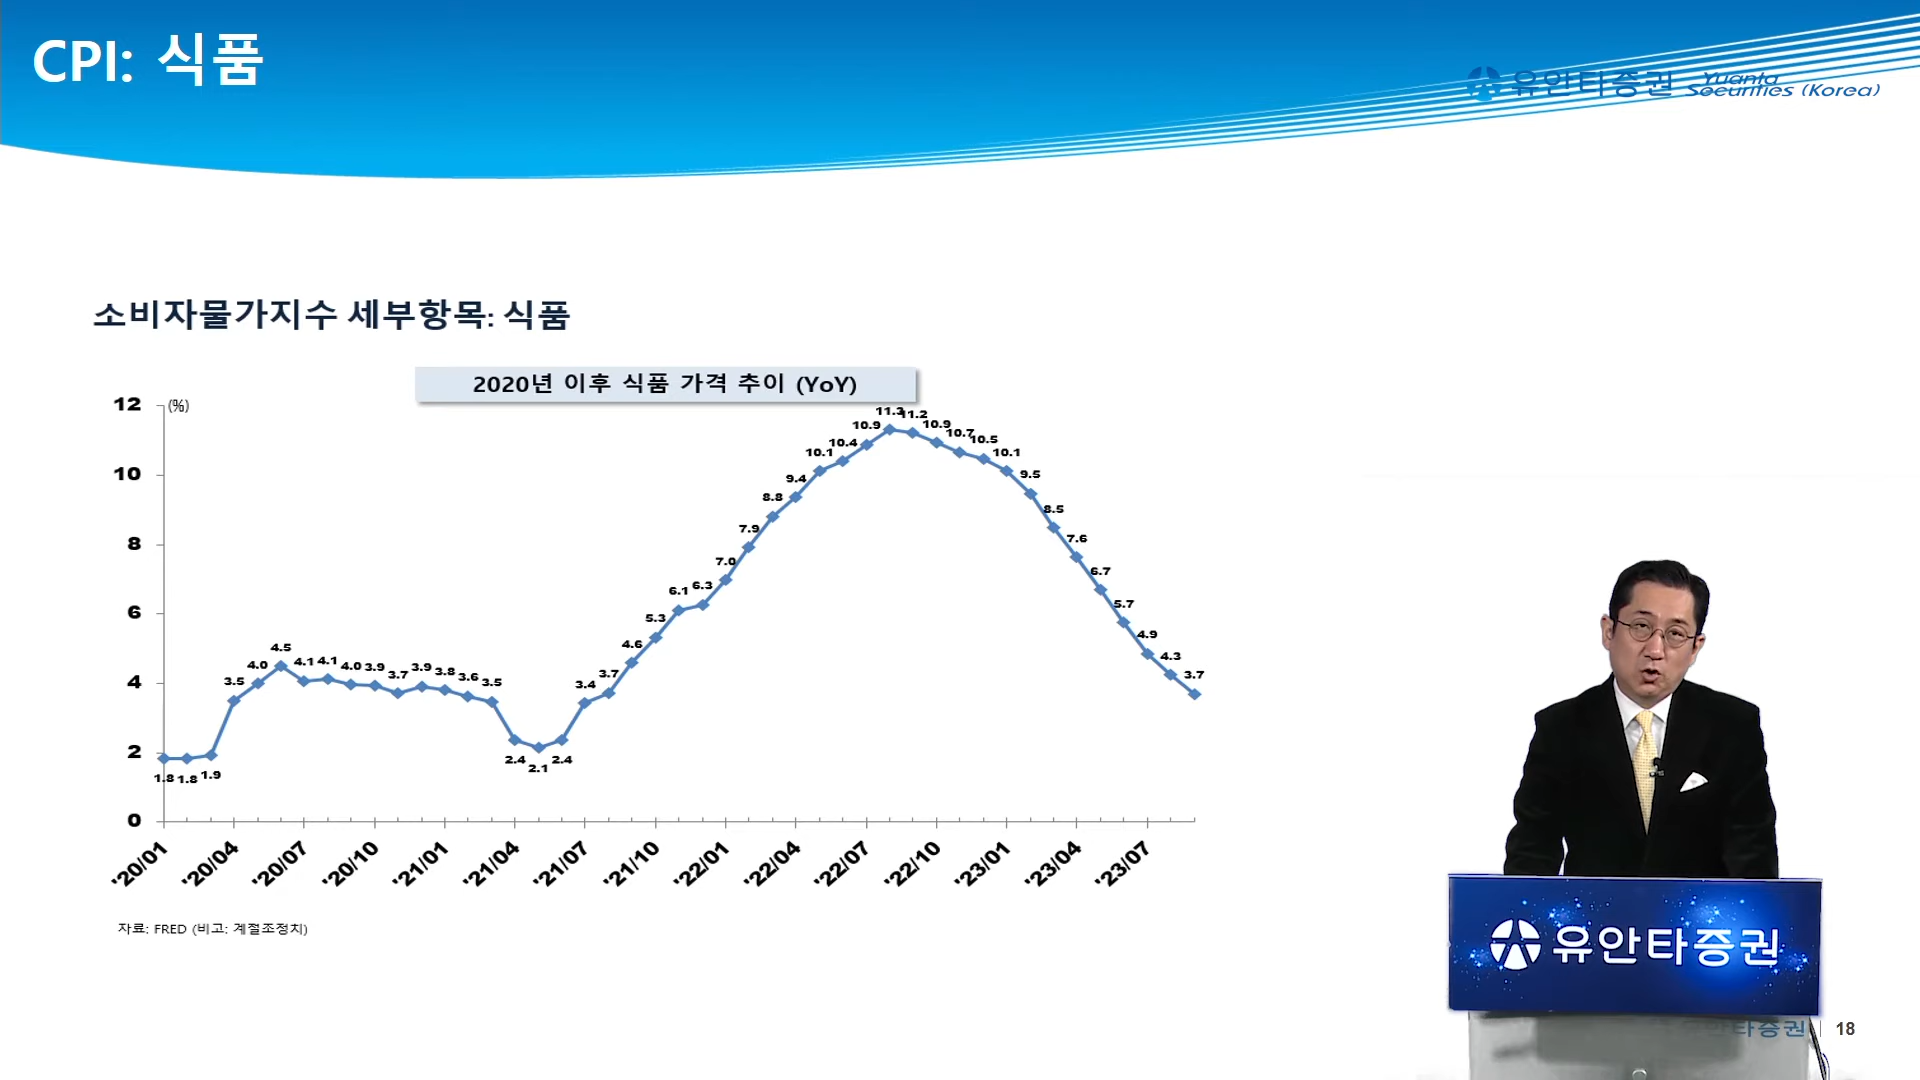 CPI: 식품
유안타증권 Yuanta Securities (Korea)
소비자물가지수 세부항목: 식품
2020년 이후 식품 가격 추이 (YoY)
(%)
12
10
8
6
4
2
0
1.8 1.8 1.9 3.5 4.0 4.5 4.1 4.1 4.0 3.9 3.7 3.9 3.8 3.6 3.5 2.4 2.1 2.4 3.4 3.7 4.6 5.3 6.1 6.3 7.0 7.9 8.8 9.4 10.1 10.4 10.9 11.3 11.2 10.9 10.7 10.5 10.1 9.5 8.5 7.6 6.7 5.7 4.9 4.3 3.7
'20/01 '20/04 '20/07 '20/10 '21/01 '21/04 '21/07 '21/10 '22/01 '22/04 '22/07 '22/10 '23/01 '23/04 '23/07
자료: FRED (비고: 계절조정치)
유안타증권
유안타증권 18